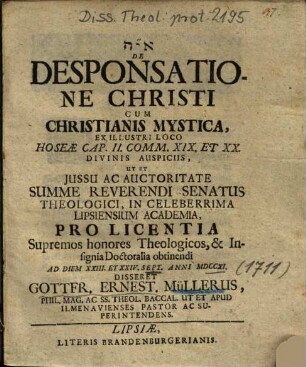 Diss. Theol. prot. 2195
17.
DE
DESPONSATIO-
NE CHRISTI
CUM
CHRISTIANIS MYSTICA,
EX ILLUSTRI LOCO
HOSEÆ CAP. II. COMM. XIX. ET XX.
DIVINIS AUSPICIIS,
UT ET
JUSSU AC AUCTORITATE
SUMME REVERENDI SENATUS
THEOLOGICI, IN CELEBERRIMA
LIPSIENSIUM ACADEMIA,
PRO LICENTIA
Supremos honores Theologicos, & In-
signia Doctoralia obtinendi
AD DIEM XXIII. ET XXIV. SEPT. ANNI MDCCXI.
(1711)
DISSERET
GOTTFR. ERNEST. MüLLERUS,
PHIL. MAG. AC SS. THEOL. BACCAL. UT ET APUD
ILMENAVIENSES PASTOR AC SU-
PERINTENDENS.
LIPSIÆ,
LITERIS BRANDENBURGERIANIS.